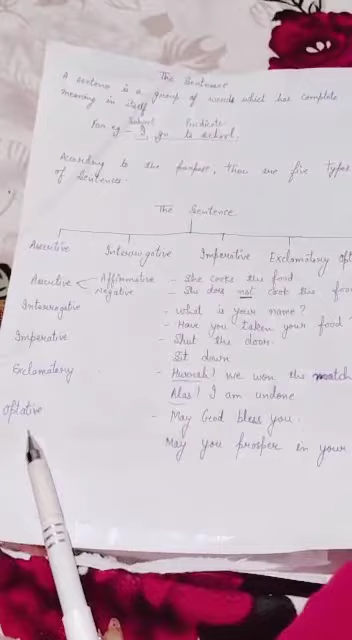 The Sentence
A sentence is a group of words which has complete
meaning in itself
Subject Predicate
For eg - I go to school.
According to the purpose, there are five types
of Sentences.
The Sentence
Assertive Interrogative Imperative Exclamatory Opt
Assertive Affirmative - She cooks the food
Negative - She does not cook the foo
Interrogative - What is your name?
- Have you taken your food?
Imperative - Shut the door.
Sit down
Exclamatory - Hurrah! We won the match
Alas! I am undone
Optative - May God bless you.
May you prosper in your